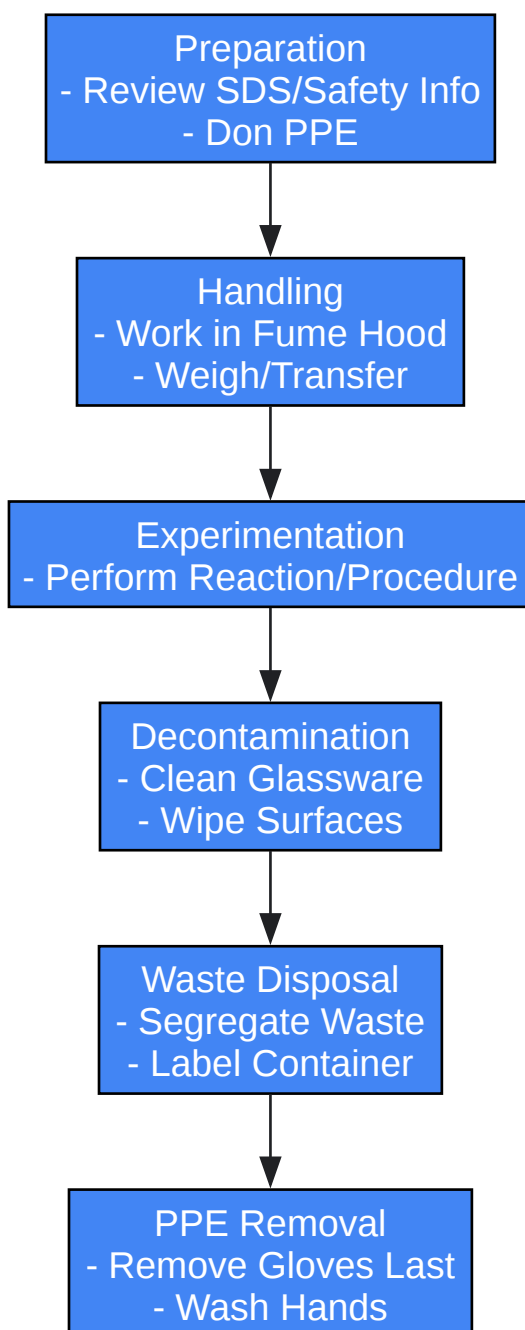 Preparation
- Review SDS/Safety Info
- Don PPE
Handling
- Work in Fume Hood
- Weigh/Transfer
Experimentation
- Perform Reaction/Procedure
Decontamination
- Clean Glassware
- Wipe Surfaces
Waste Disposal
- Segregate Waste
- Label Container
PPE Removal
- Remove Gloves Last
- Wash Hands